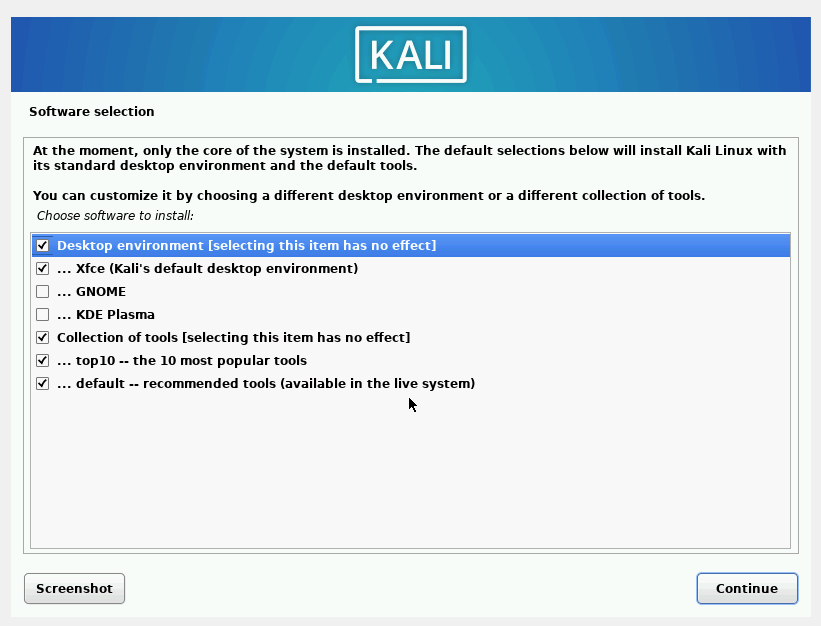 KALI
Software selection
At the moment, only the core of the system is installed. The default selections below will install Kali Linux with
its standard desktop environment and the default tools.
You can customize it by choosing a different desktop environment or a different collection of tools.
Choose software to install:
Desktop environment [selecting this item has no effect]
... Xfce (Kali's default desktop environment)
... GNOME
... KDE Plasma
Collection of tools [selecting this item has no effect]
... top10 -- the 10 most popular tools
... default -- recommended tools (available in the live system)
Screenshot
Continue